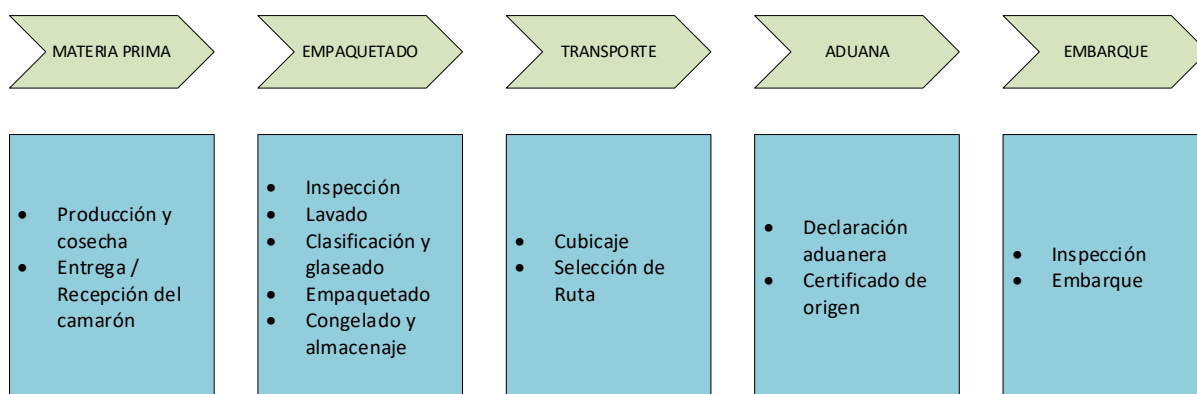 MATERIA PRIMA
EMPAQUETADO
TRANSPORTE
ADUANA
EMBARQUE
• Producción y
cosecha
• Entrega /
Recepción del
camarón
• Inspección
• Lavado
• Clasificación y
glaseado
• Empaquetado
• Congelado y
almacenaje
• Cubicaje
• Selección de
Ruta
• Declaración
aduanera
• Certificado de
origen
• Inspección
• Embarque